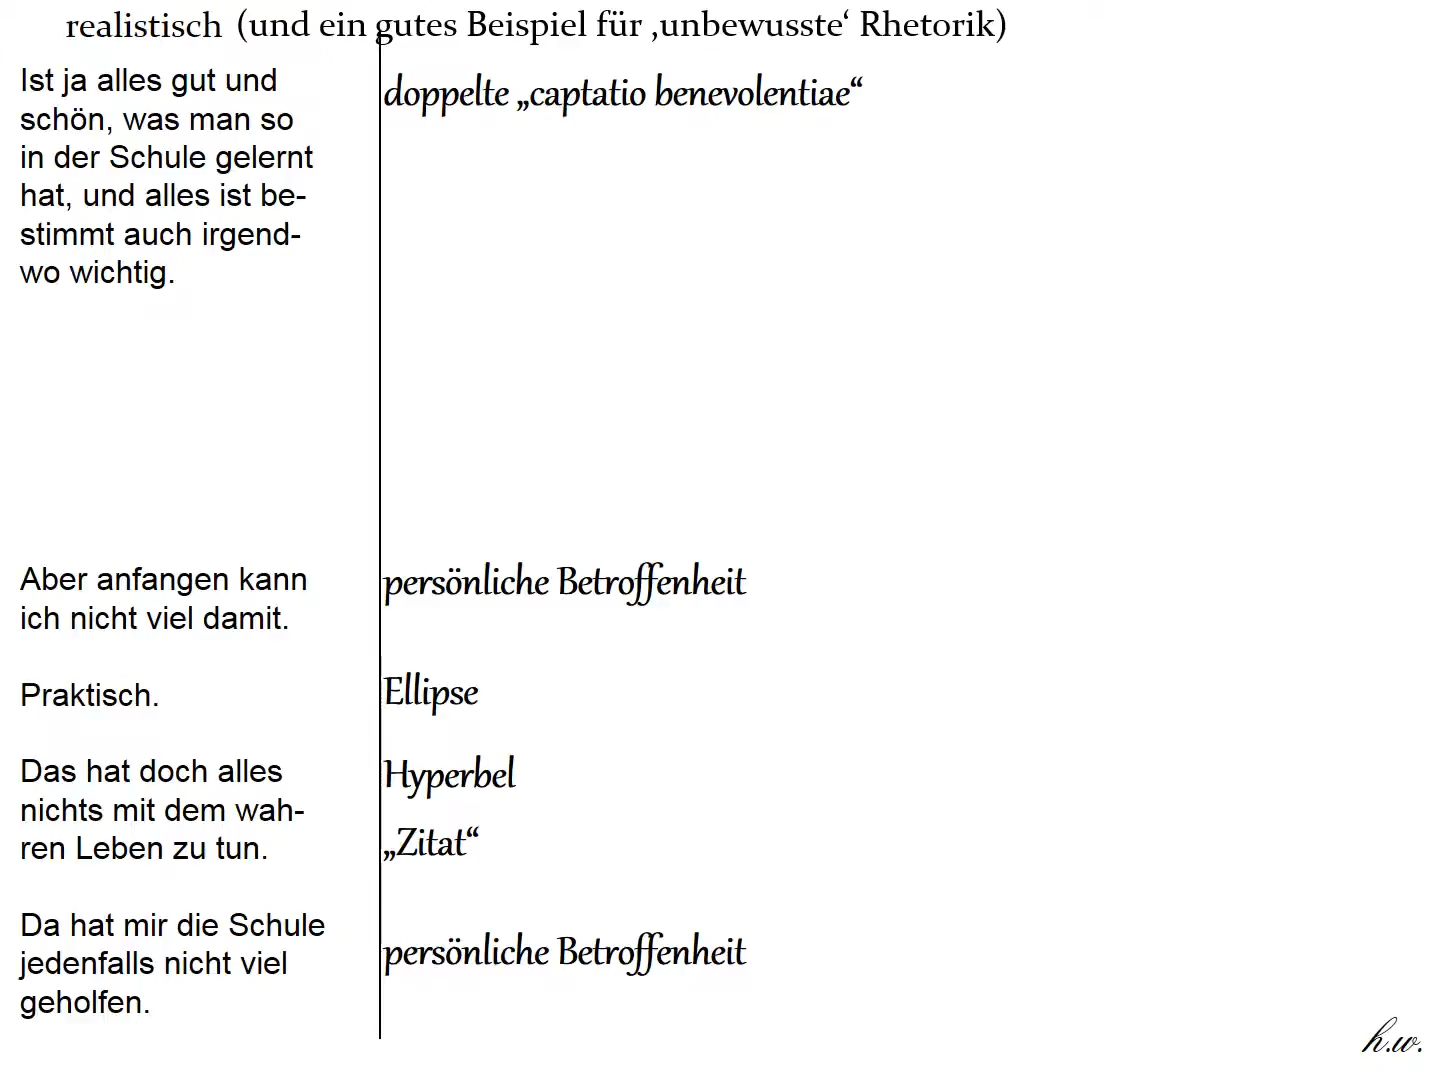 realistisch (und ein gutes Beispiel für ‚unbewusste‘ Rhetorik)
Ist ja alles gut und
schön, was man so
in der Schule gelernt
hat, und alles ist be-
stimmt auch irgend-
wo wichtig.
doppelte „captatio benevolentiae“
Aber anfangen kann
ich nicht viel damit.
persönliche Betroffenheit
Praktisch.
Ellipse
Das hat doch alles
nichts mit dem wah-
ren Leben zu tun.
Hyperbel
„Zitat“
Da hat mir die Schule
jedenfalls nicht viel
geholfen.
persönliche Betroffenheit
h.w.